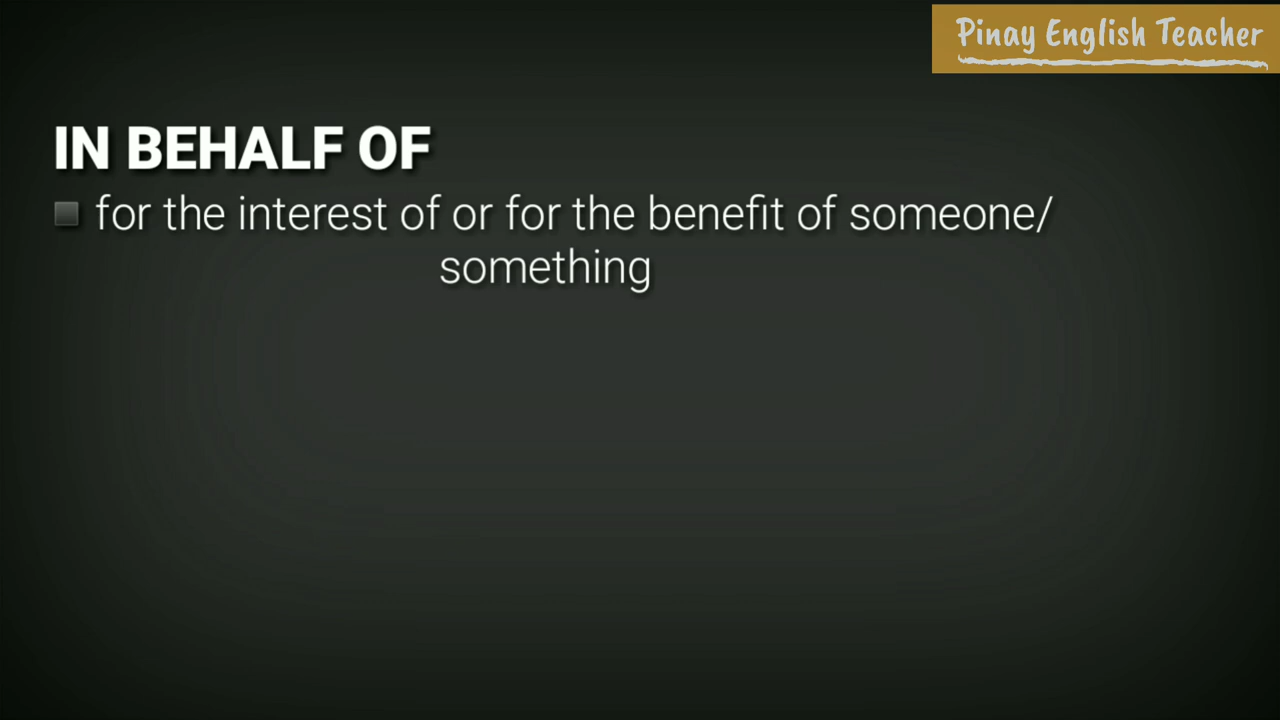 Pinay English Teacher
IN BEHALF OF
for the interest of or for the benefit of someone/
something